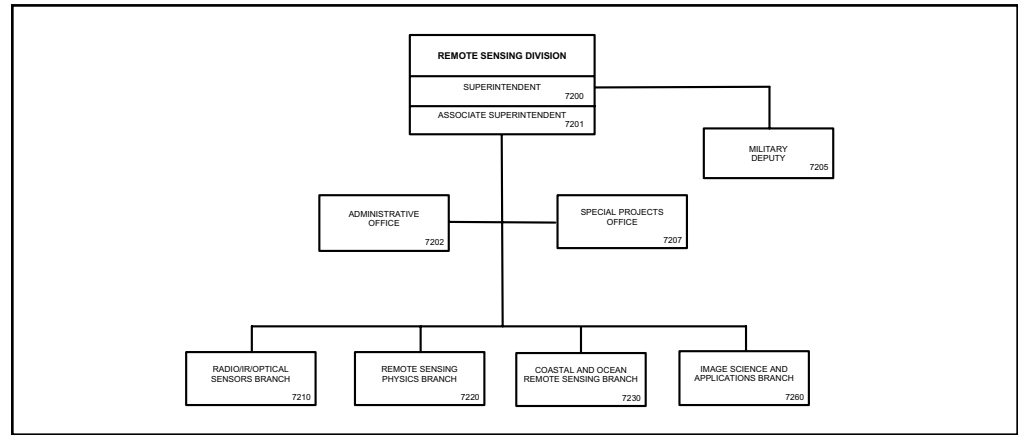 REMOTE SENSING DIVISION
SUPERINTENDENT
7200
ASSOCIATE SUPERINTENDENT
7201
MILITARY
DEPUTY
7205
ADMINISTRATIVE
OFFICE
7202
SPECIAL PROJECTS
OFFICE
7207
RADIO/IR/OPTICAL
SENSORS BRANCH
7210
REMOTE SENSING
PHYSICS BRANCH
7220
COASTAL AND OCEAN
REMOTE SENSING BRANCH
7230
IMAGE SCIENCE AND
APPLICATIONS BRANCH
7260